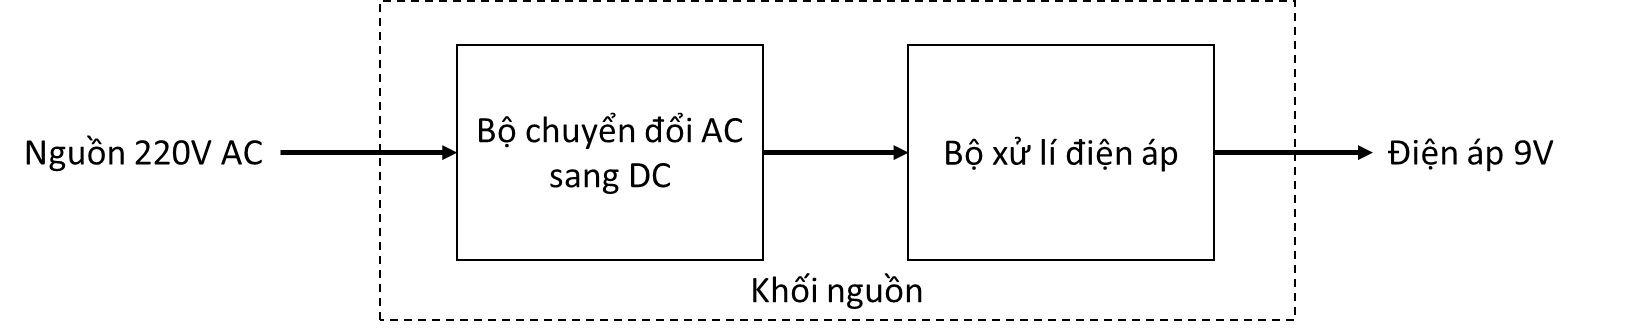 Nguồn 220V AC
Bộ chuyển đổi AC
sang DC
Bộ xử lí điện áp
Điện áp 9V
Khối nguồn